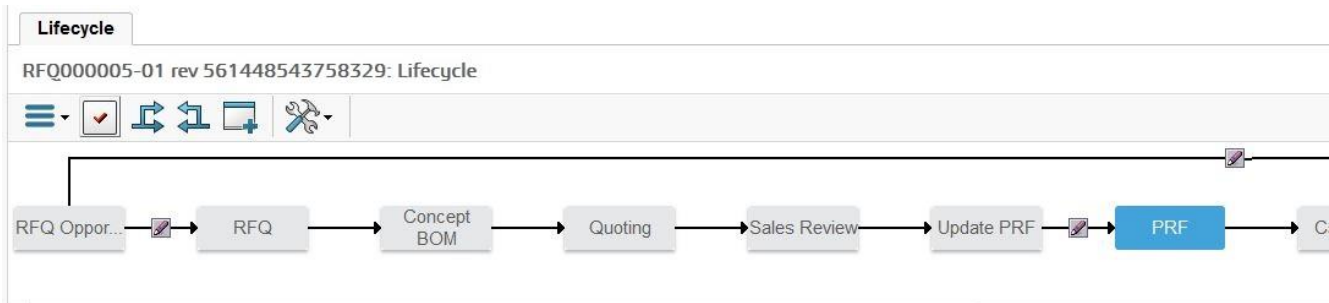 Lifecycle
RFQ000005-01 rev 561448543758329: Lifecycle
RFQ Oppor...
RFQ
Concept
BOM
Quoting
Sales Review
Update PRF
PRF